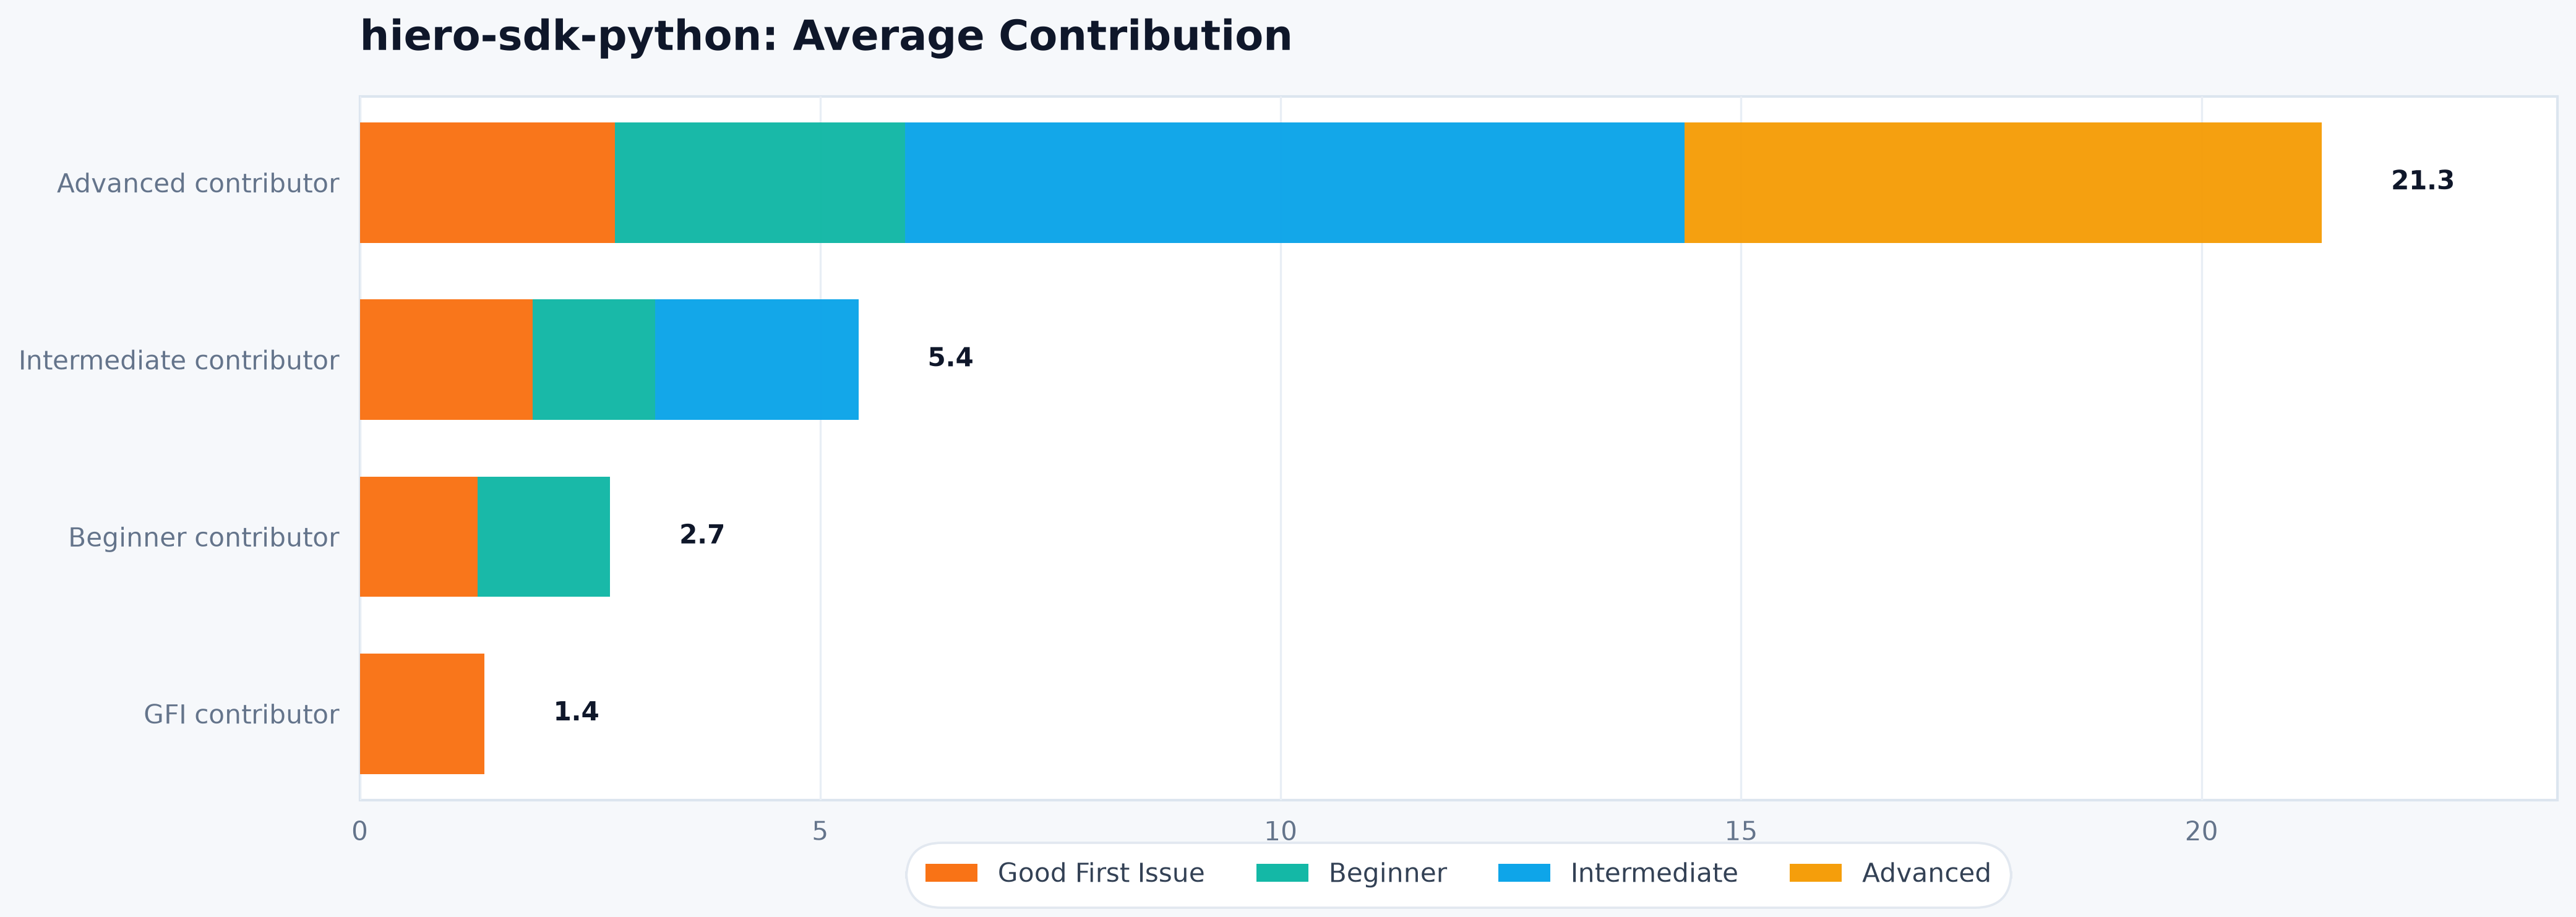 hiero-sdk-python: Average Contribution
Advanced contributor
21.3
Intermediate contributor
5.4
Beginner contributor
2.7
GFI contributor
1.4
0 5 10 15 20
Good First Issue Beginner Intermediate Advanced